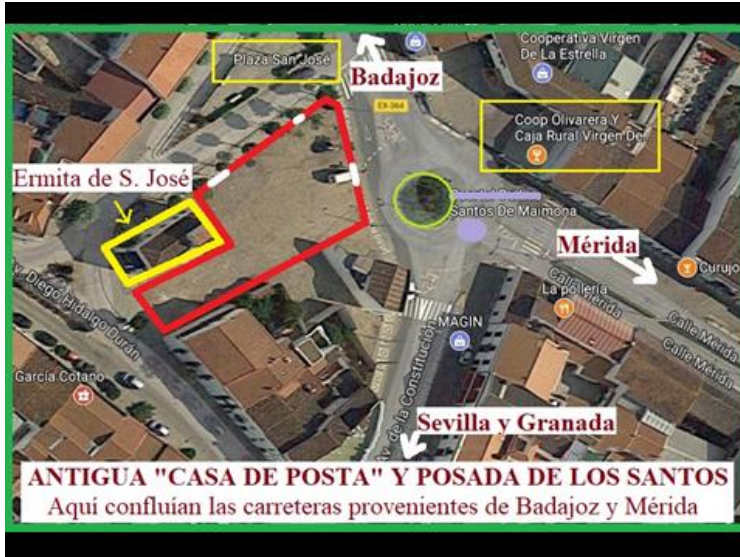 Cooperativa Virgen
De La Estrella
Plaza San José
Badajoz
EX-364
Coop Olivarera Y
Caja Rural Virgen De...
Ermita de S. José
Santos De Maimona
Mérida
Av. Diego Hidalgo Durán
Curujo
La pollería
Calle Mérida
Calle Mérida
Calle Mérida
MAGIN
Av. de la Constitución
García Cotano
Sevilla y Granada
ANTIGUA "CASA DE POSTA" Y POSADA DE LOS SANTOS
Aquí confluían las carreteras provenientes de Badajoz y Mérida